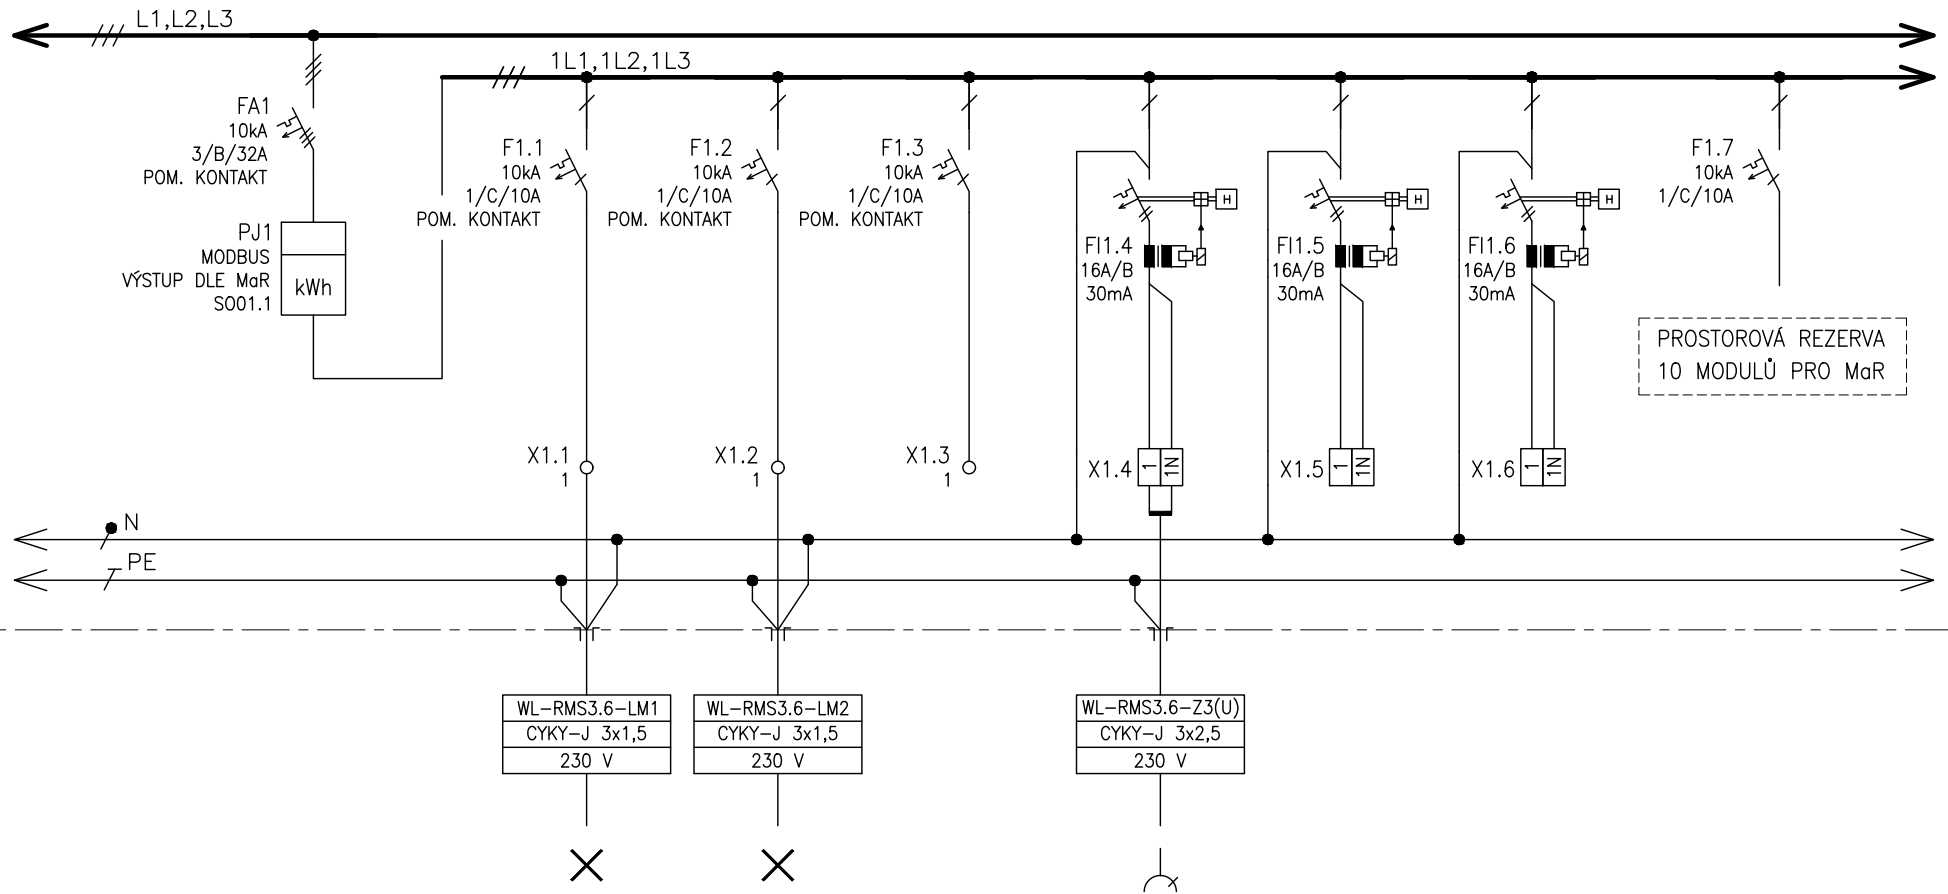 L1,L2,L3
1L1,1L2,1L3
FA1
10kA
3/B/32A
POM. KONTAKT
PJ1
MODBUS
VÝSTUP DLE MaR
SO01.1
kWh
F1.1
10kA
1/C/10A
POM. KONTAKT
F1.2
10kA
1/C/10A
POM. KONTAKT
F1.3
10kA
1/C/10A
POM. KONTAKT
H
FI1.4
16A/B
30mA
H
FI1.5
16A/B
30mA
H
FI1.6
16A/B
30mA
F1.7
10kA
1/C/10A
PROSTOROVÁ REZERVA
10 MODULŮ PRO MaR
X1.1
1
X1.2
1
X1.3
1
X1.4
1
1N
X1.5
1
1N
X1.6
1
1N
N
PE
WL-RMS3.6-LM1
CYKY-J 3x1,5
230 V
WL-RMS3.6-LM2
CYKY-J 3x1,5
230 V
WL-RMS3.6-Z3(U)
CYKY-J 3x2,5
230 V